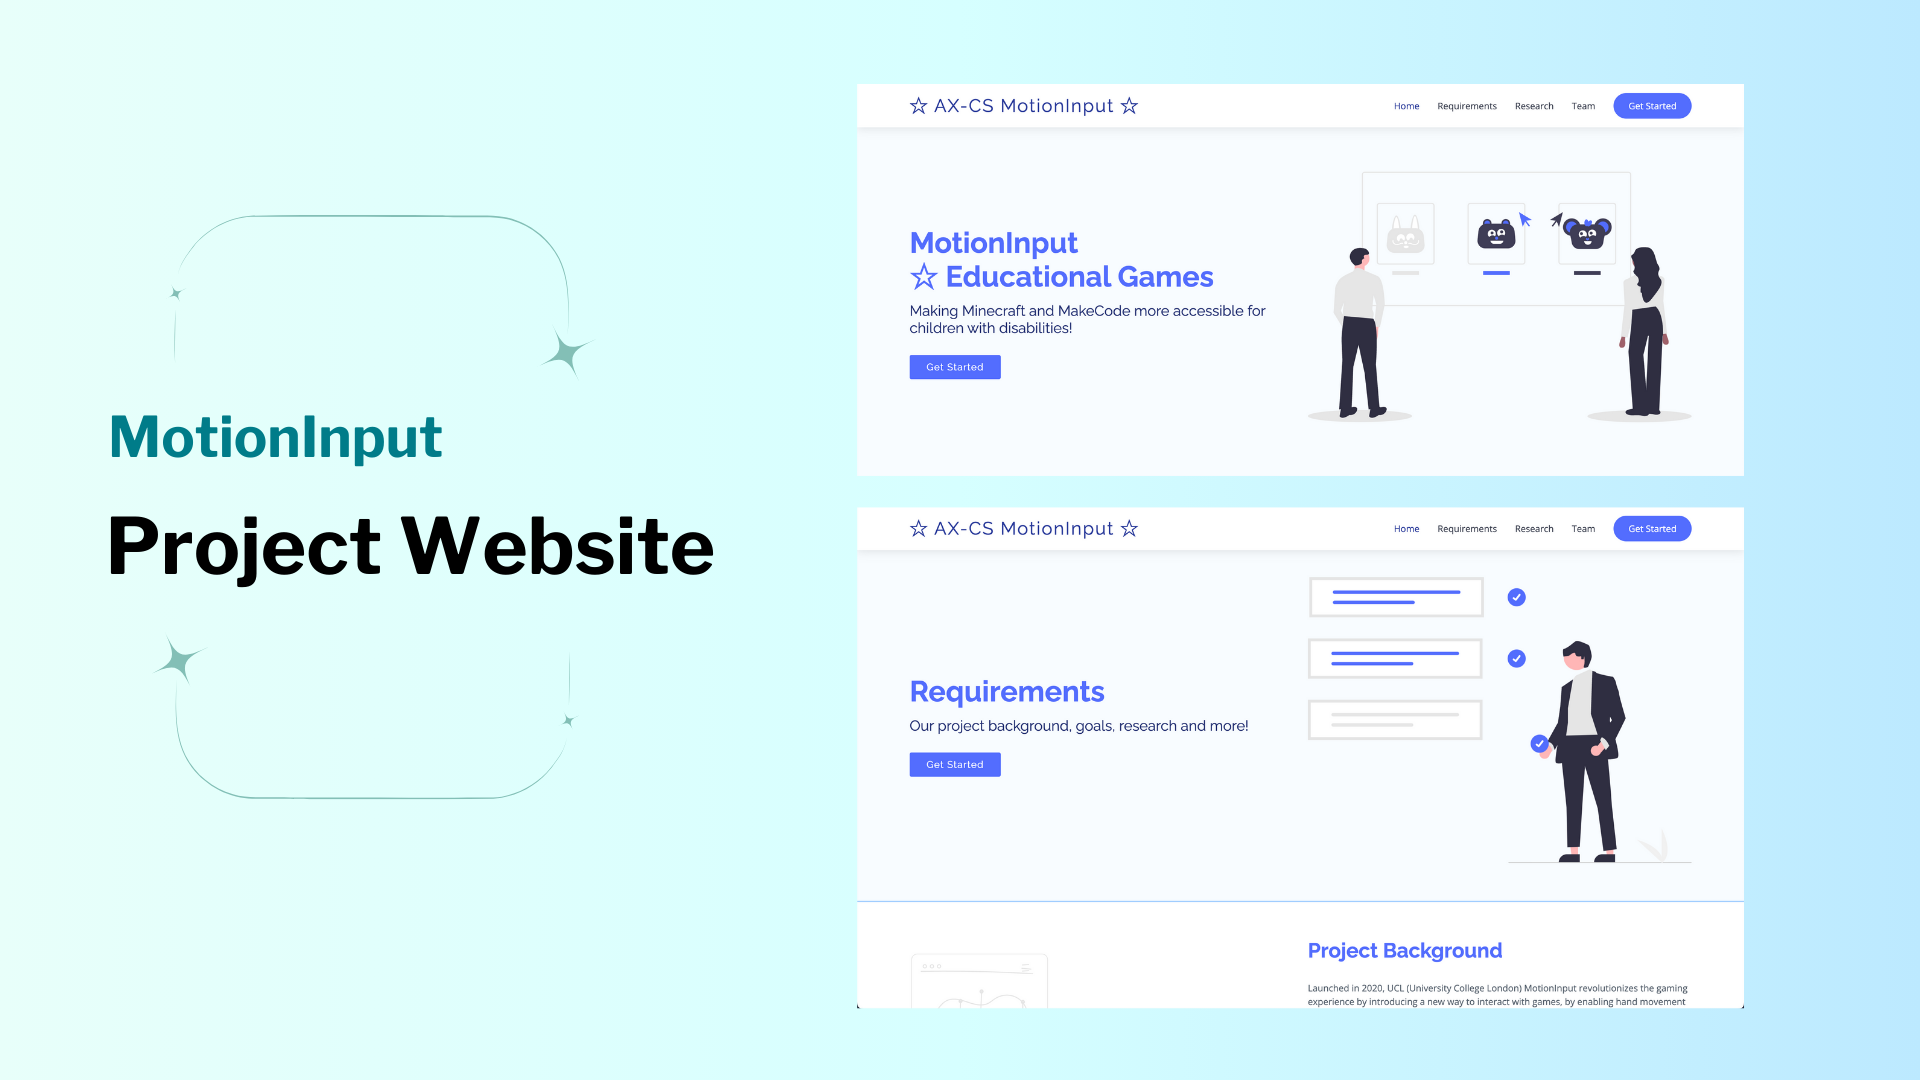 MotionInput
Project Website
☆ AX-CS MotionInput ☆
Home Requirements Research Team Get Started
MotionInput
☆ Educational Games
Making Minecraft and MakeCode more accessible for
children with disabilities!
Get Started
☆ AX-CS MotionInput ☆
Home Requirements Research Team Get Started
Requirements
Our project background, goals, research and more!
Get Started
Project Background
Launched in 2020, UCL (University College London) MotionInput revolutionizes the gaming
experience by introducing a new way to interact with games, by enabling hand movement